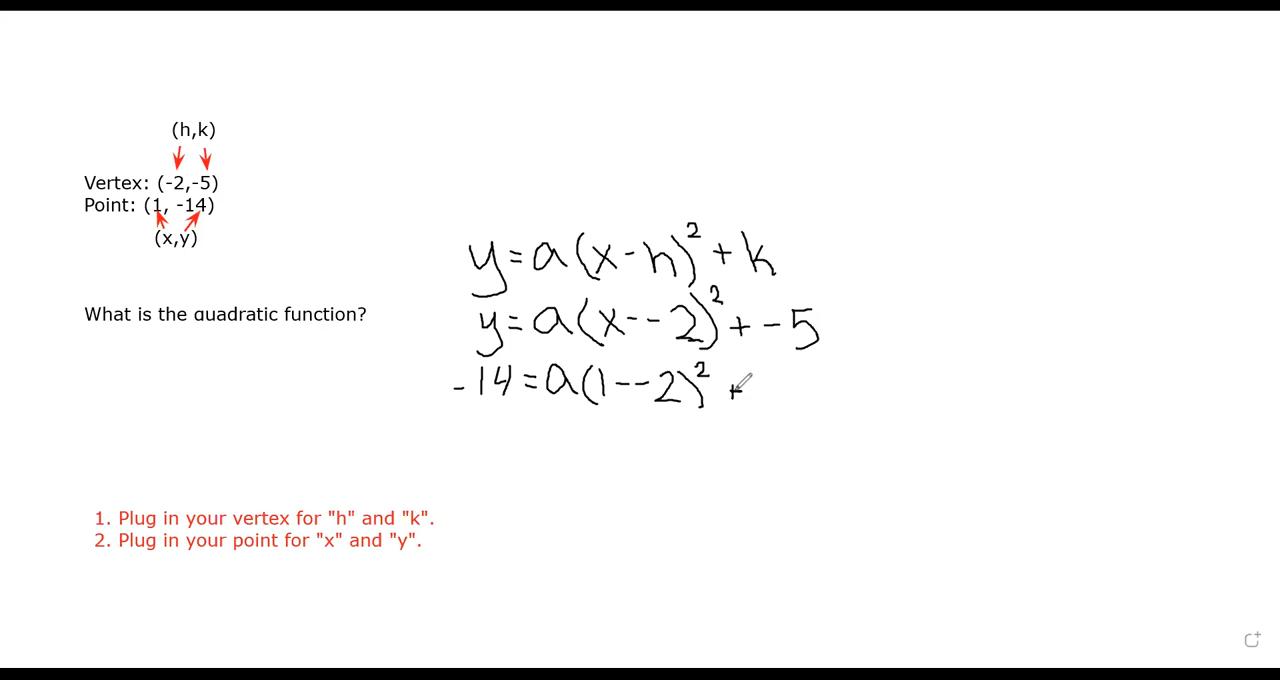 (h,k)
Vertex: (-2,-5)
Point: (1, -14)
(x,y)
What is the quadratic function?
y=a(x-h)²+k
y=a(x--2)²+-5
-14=a(1--2)²+
1. Plug in your vertex for "h" and "k".
2. Plug in your point for "x" and "y".